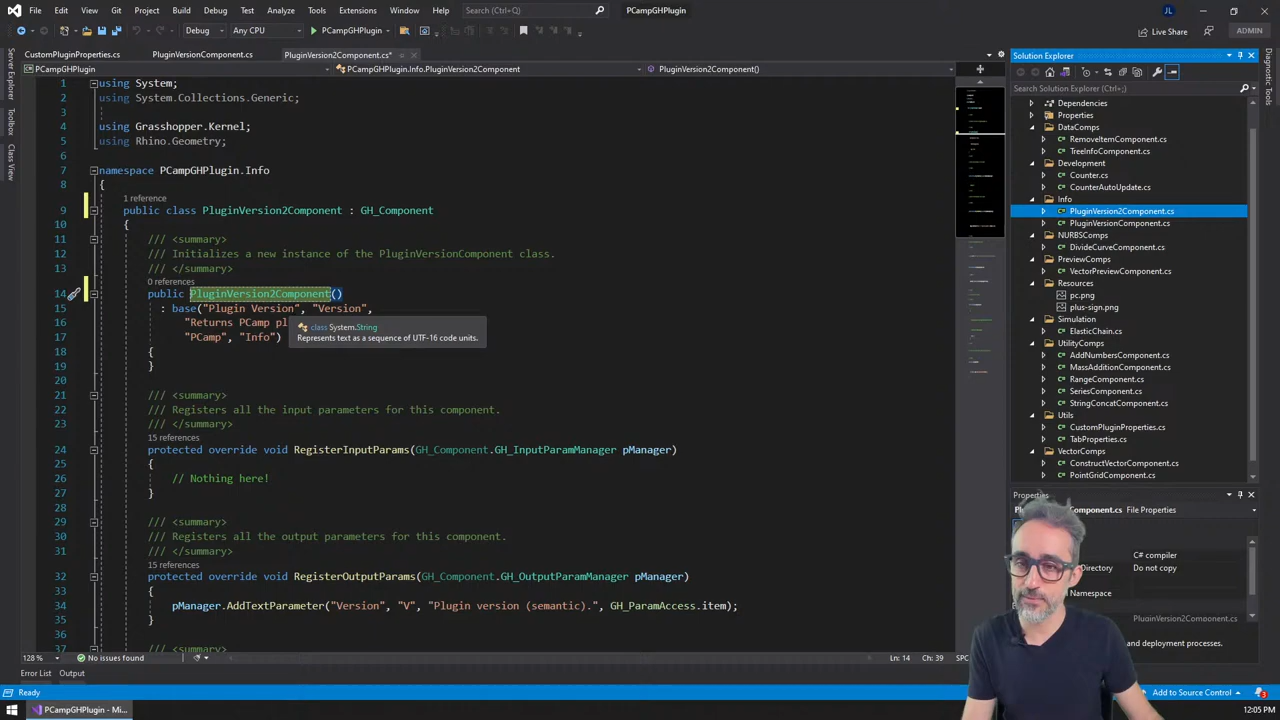 File Edit View Git Project Build Debug Test Analyze Tools Extensions Window Help Search (Ctrl+Q) PCampGHPlugin JL
Debug Any CPU PCampGHPlugin Live Share ADMIN
CustomPluginProperties.cs PluginVersionComponent.cs PluginVersion2Component.cs*
PCampGHPlugin PCampGHPlugin.Info.PluginVersion2Component PluginVersion2Component()
Server Explorer
Toolbox
Class View
1 using System;
2 using System.Collections.Generic;
3
4 using Grasshopper.Kernel;
5 using Rhino.Geometry;
6
7 namespace PCampGHPlugin.Info
8 {
1 reference
9 public class PluginVersion2Component : GH_Component
10 {
11 /// <summary>
12 /// Initializes a new instance of the PluginVersionComponent class.
13 /// </summary>
0 references
14 public PluginVersion2Component()
15 : base("Plugin Version", "Version",
16 "Returns PCamp pl
17 "PCamp", "Info")
class System.String
Represents text as a sequence of UTF-16 code units.
18 {
19 }
20
21 /// <summary>
22 /// Registers all the input parameters for this component.
23 /// </summary>
15 references
24 protected override void RegisterInputParams(GH_Component.GH_InputParamManager pManager)
25 {
26 // Nothing here!
27 }
28
29 /// <summary>
30 /// Registers all the output parameters for this component.
31 /// </summary>
15 references
32 protected override void RegisterOutputParams(GH_Component.GH_OutputParamManager pManager)
33 {
34 pManager.AddTextParameter("Version", "V", "Plugin version (semantic).", GH_ParamAccess.item);
35 }
36
37 /// <summary>
128 % No issues found Ln: 14 Ch: 39 SPC
Error List Output
Solution Explorer
Search Solution Explorer (Ctrl+;)
Dependencies
Properties
DataComps
RemoveItemComponent.cs
TreeInfoComponent.cs
Development
Counter.cs
CounterAutoUpdate.cs
Info
PluginVersion2Component.cs
PluginVersionComponent.cs
NURBSComps
DivideCurveComponent.cs
PreviewComps
VectorPreviewComponent.cs
Resources
pc.png
plus-sign.png
Simulation
ElasticChain.cs
UtilityComps
AddNumbersComponent.cs
MassAdditionComponent.cs
RangeComponent.cs
SeriesComponent.cs
StringConcatComponent.cs
Utils
CustomPluginProperties.cs
TabProperties.cs
VectorComps
ConstructVectorComponent.cs
PointGridComponent.cs
Diagnostic Tools
Properties
omponent.cs File Properties
C# compiler
Directory Do not copy
Namespace
PluginVersion2Component.cs
and deployment processes.
Ready Add to Source Control 3
PCampGHPlugin - Mi... 12:05 PM